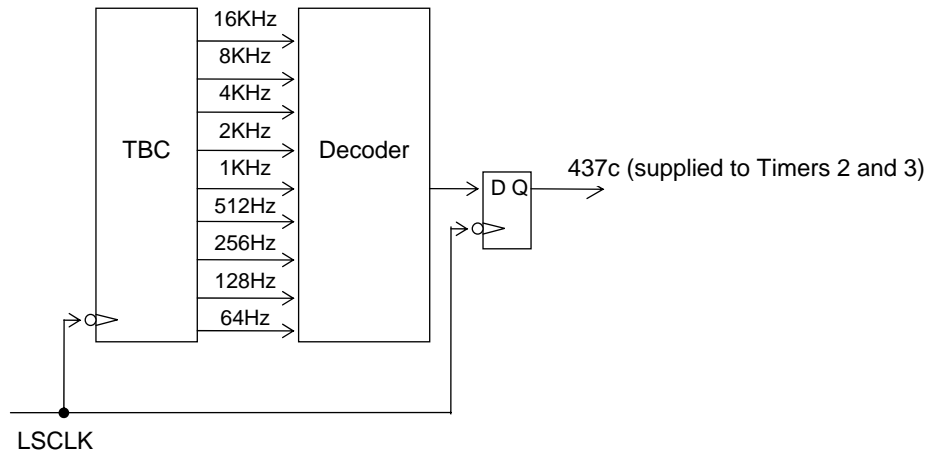 16KHz
8KHz
4KHz
2KHz
1KHz
512Hz
256Hz
128Hz
64Hz
TBC
Decoder
D Q
437c (supplied to Timers 2 and 3)
LSCLK